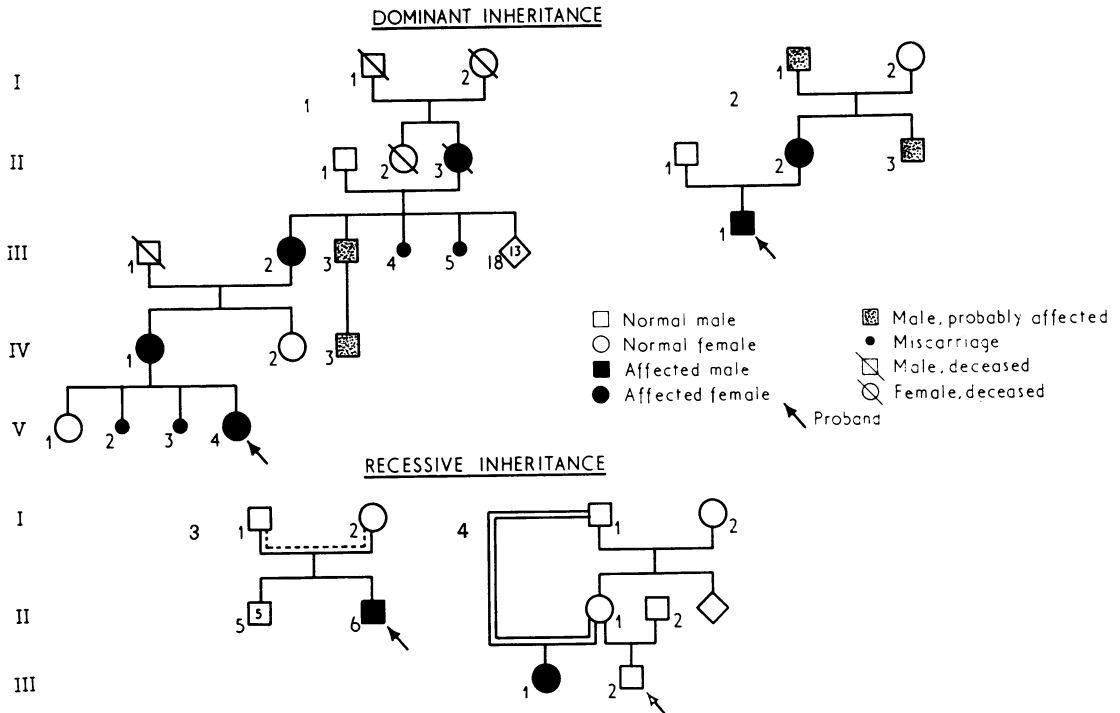 DOMINANT INHERITANCE
I
1 2
1
1 2
2
II
1 2 3
1 2 3
III
1 2 3 4 5 18 13
1
IV
1 2 3
V
1 2 3 4
Normal male
Normal female
Affected male
Affected female
Proband
Male, probably affected
Miscarriage
Male, deceased
Female, deceased
RECESSIVE INHERITANCE
I
3
1 2
4
1 2
II
5 5 6
1 2
III
1 2